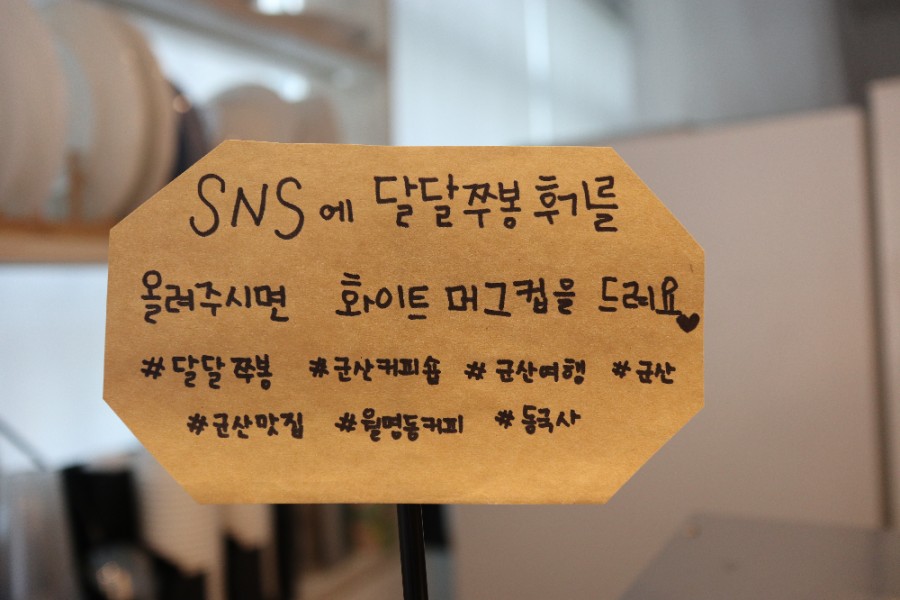 SNS에 달달쭈봉 후기를
올려주시면 화이트 머그컵을 드려요♥
#달달쭈봉 #군산커피숍 #군산여행 #군산
#군산맛집 #월명동커피 #동국사